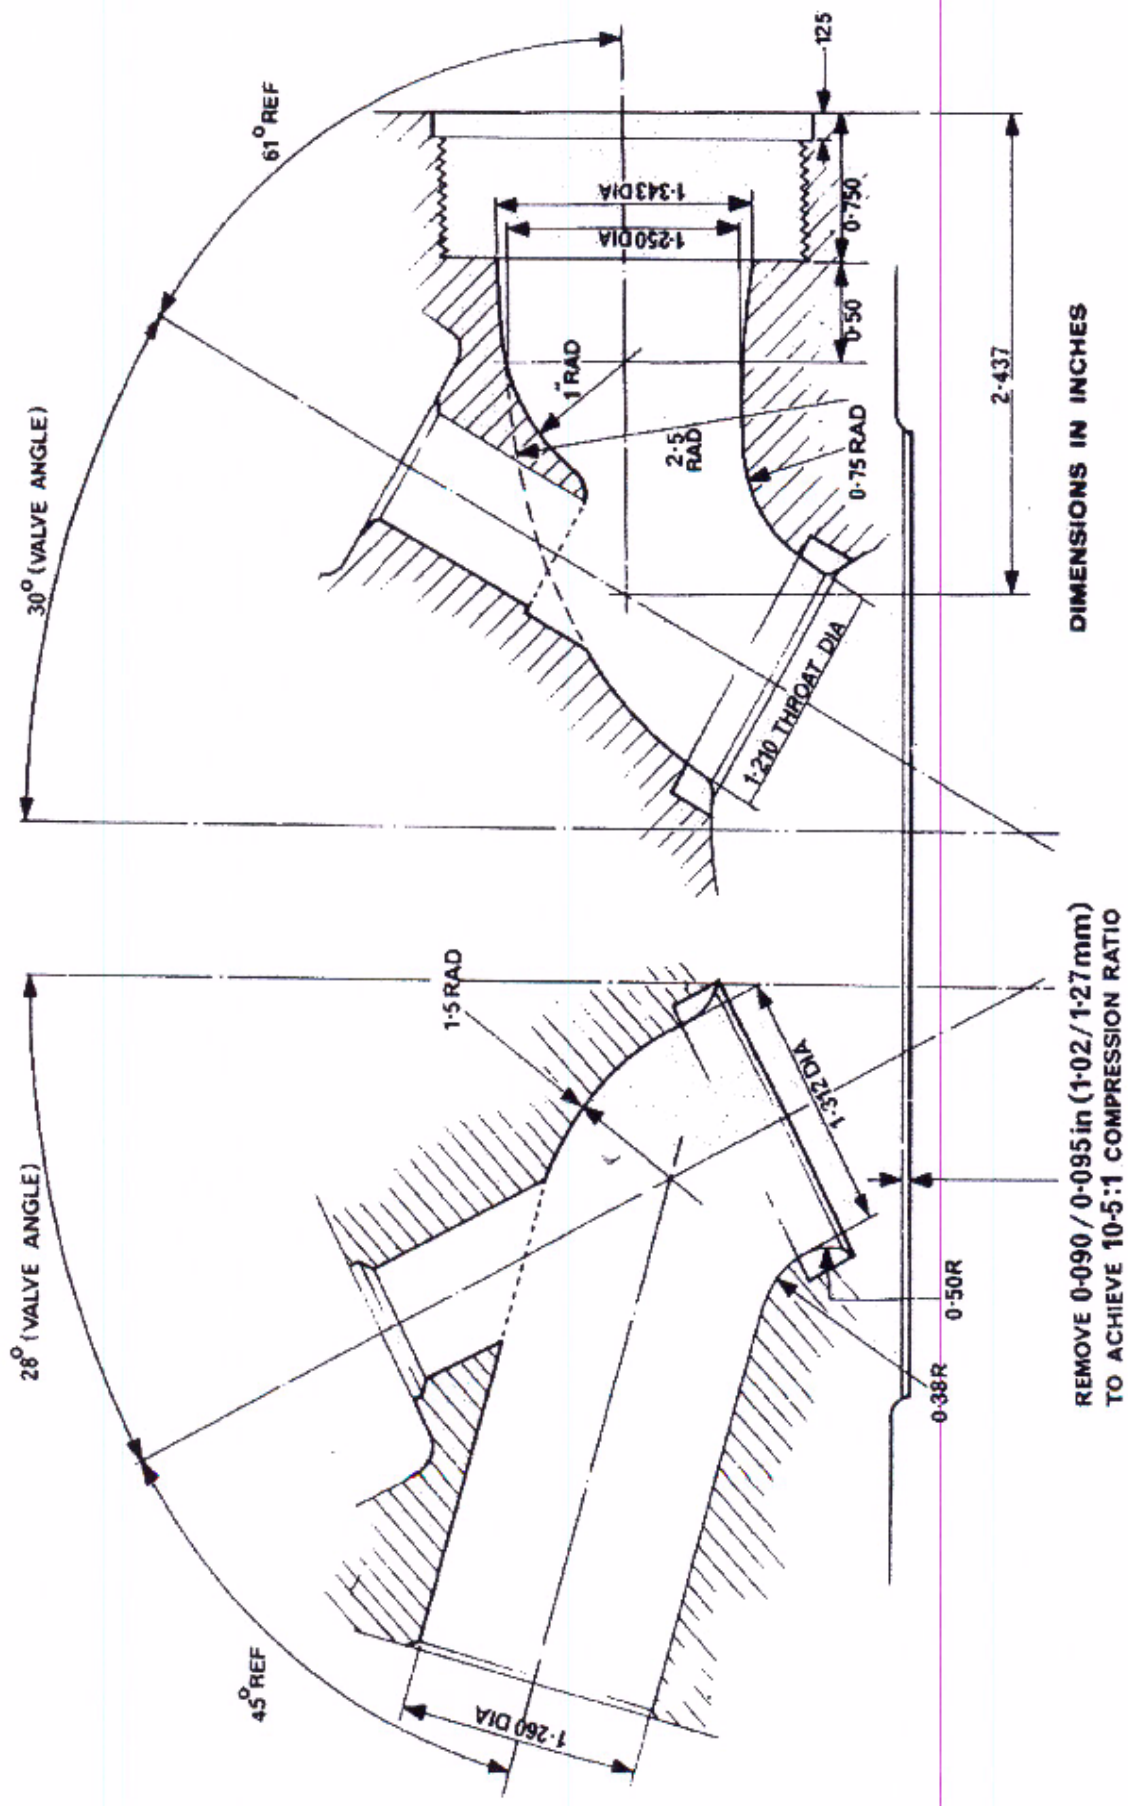 28° (VALVE ANGLE)
30° (VALVE ANGLE)
45° REF
61° REF
1·5 RAD
1" RAD
1·343 DIA
1·250 DIA
·125
2·5
RAD
0·50
0·750
0·75 RAD
1·260 DIA
1·312 DIA
1·210 THROAT DIA
2·437
0·38R
0·50R
DIMENSIONS IN INCHES
REMOVE 0·090 / 0·095 in (1·02 / 1·27mm)
TO ACHIEVE 10·5:1 COMPRESSION RATIO